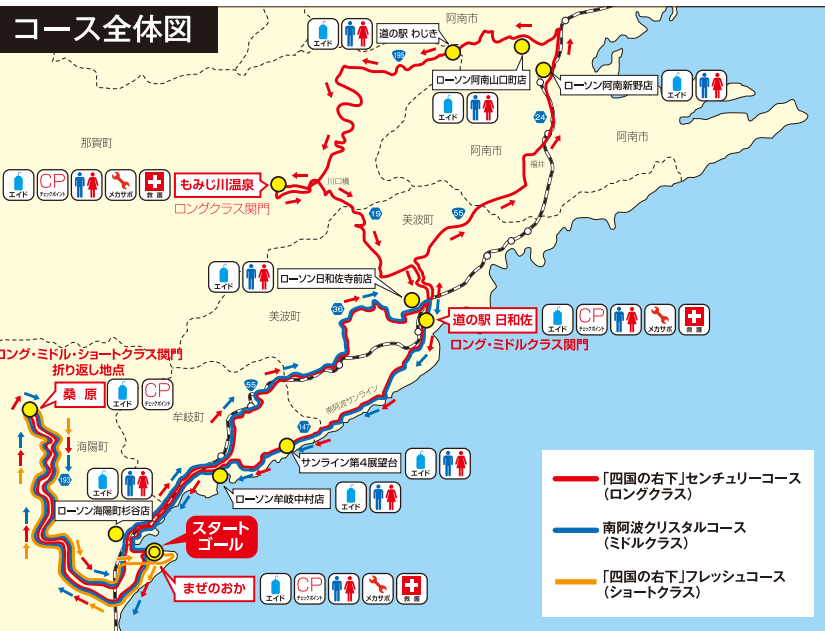 コース全体図
阿南市
エイド
道の駅 わじき
195
ローソン阿南山口町店
エイド
ローソン阿南新野店
エイド
24
那賀町
阿南市
阿南市
福井
エイド
CP
チェックポイント
メカサポ
救護
もみじ川温泉
ロングクラス関門
川口橋
19
美波町
55
エイド
ローソン日和佐寺前店
美波町
36
道の駅 日和佐
ロング・ミドルクラス関門
エイド
CP
チェックポイント
メカサポ
救護
ロング・ミドル・ショートクラス関門
折り返し地点
桑原
エイド
CP
チェックポイント
55
牟岐町
南阿波サンライン
147
海陽町
193
サンライン第4展望台
エイド
エイド
ローソン海陽町杉谷店
ローソン牟岐中村店
エイド
スタート
ゴール
まぜのおか
エイド
CP
チェックポイント
メカサポ
救護
「四国の右下」センチュリーコース
(ロングクラス)
南阿波クリスタルコース
(ミドルクラス)
「四国の右下」フレッシュコース
(ショートクラス)